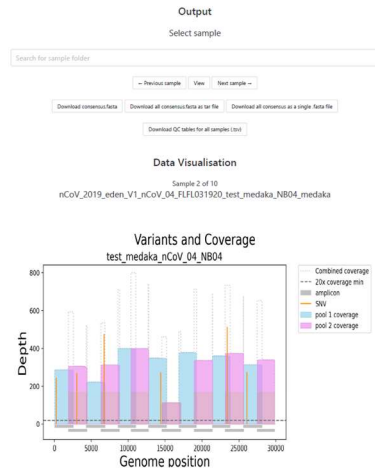 Output
Select sample
Search for sample folder
← Previous sample View Next sample →
Download consensus.fasta Download all consensus.fasta as tar file Download all consensus as a single .fasta file
Download QC tables for all samples (.tsv)
Data Visualisation
Sample 2 of 10
nCoV_2019_eden_V1_nCoV_04_FLFL031920_test_medaka_NB04_medaka
Variants and Coverage
test_medaka_nCoV_04_NB04
800
600
400
200
0
Depth
0 5000 10000 15000 20000 25000 30000
Genome position
Combined coverage
20x coverage min
amplicon
SNV
pool 1 coverage
pool 2 coverage